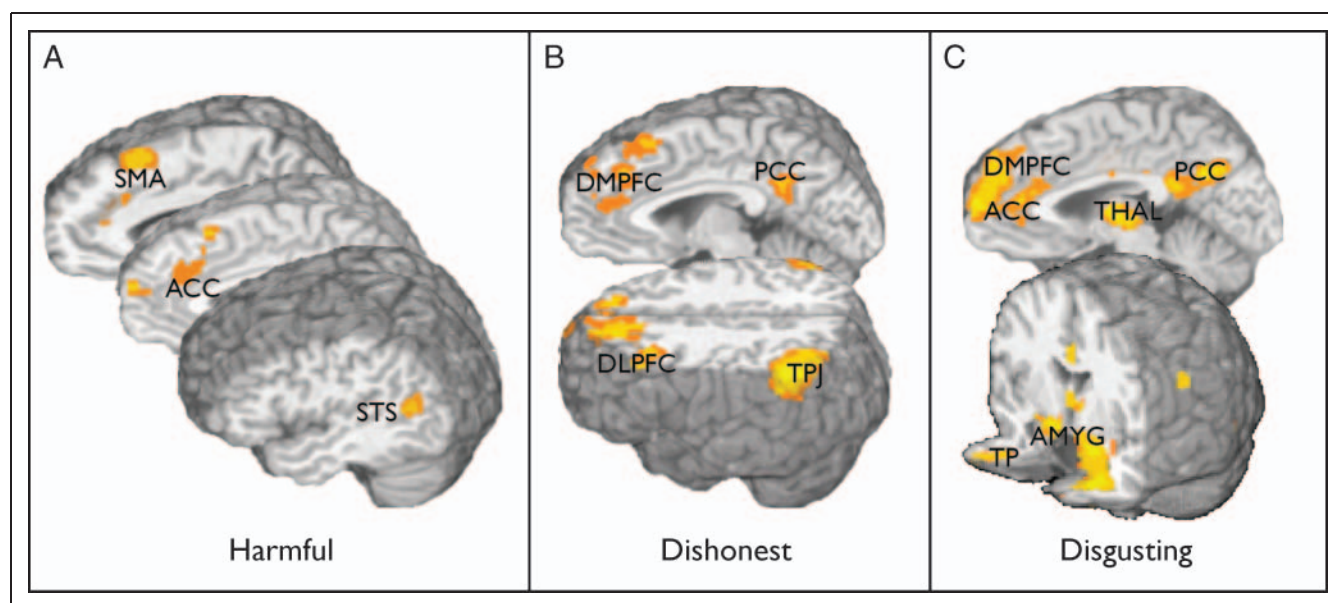 A
SMA
ACC
STS
Harmful
B
DMPFC
PCC
DLPFC
TPJ
Dishonest
C
DMPFC
PCC
ACC
THAL
AMYG
TP
Disgusting